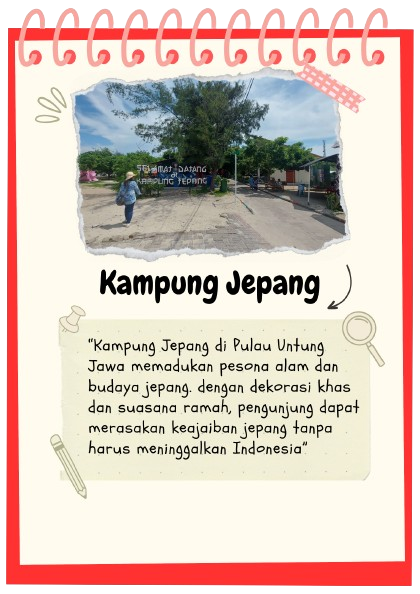 SELAMAT DATANG
di
KAMPUNG JEPANG
Kampung Jepang
"Kampung Jepang di Pulau Untung
Jawa memadukan pesona alam dan
budaya jepang. dengan dekorasi khas
dan suasana ramah, pengunjung dapat
merasakan keajaiban jepang tanpa
harus meninggalkan Indonesia"